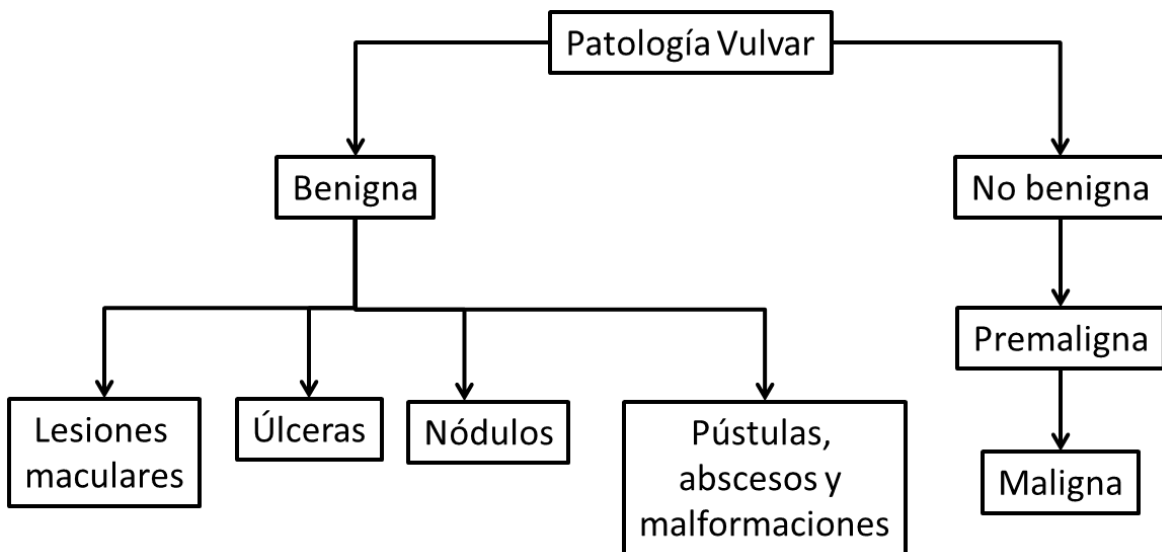 Patología Vulvar
Benigna
No benigna
Premaligna
Lesiones
maculares
Úlceras
Nódulos
Pústulas,
abscesos y
malformaciones
Maligna